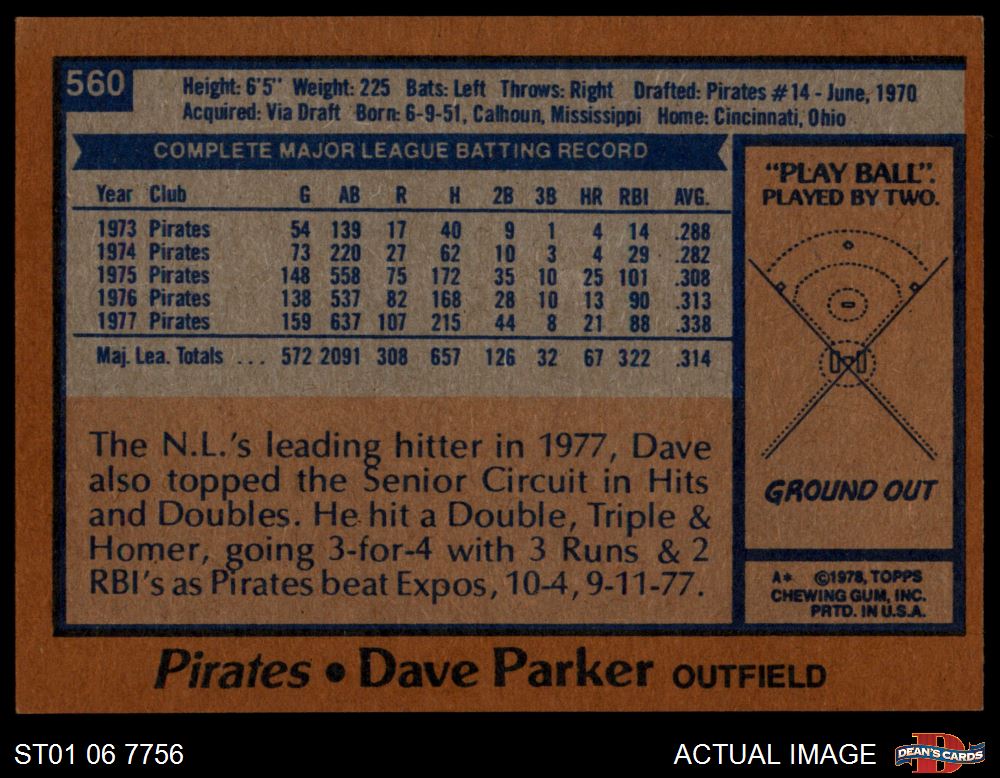 560
Height: 6'5" Weight: 225 Bats: Left Throws: Right Drafted: Pirates #14 - June, 1970
Acquired: Via Draft Born: 6-9-51, Calhoun, Mississippi Home: Cincinnati, Ohio
COMPLETE MAJOR LEAGUE BATTING RECORD
Year Club G AB R H 2B 3B HR RBI AVG.
1973 Pirates 54 139 17 40 9 1 4 14 .288
1974 Pirates 73 220 27 62 10 3 4 29 .282
1975 Pirates 148 558 75 172 35 10 25 101 .308
1976 Pirates 138 537 82 168 28 10 13 90 .313
1977 Pirates 159 637 107 215 44 8 21 88 .338
Maj. Lea. Totals ... 572 2091 308 657 126 32 67 322 .314
The N.L.'s leading hitter in 1977, Dave
also topped the Senior Circuit in Hits
and Doubles. He hit a Double, Triple &
Homer, going 3-for-4 with 3 Runs & 2
RBI's as Pirates beat Expos, 10-4, 9-11-77.
"PLAY BALL".
PLAYED BY TWO.
GROUND OUT
A* ©1978, TOPPS
CHEWING GUM, INC.
PRTD. IN U.S.A.
Pirates • Dave Parker OUTFIELD
ST01 06 7756
ACTUAL IMAGE
DEAN'S CARDS